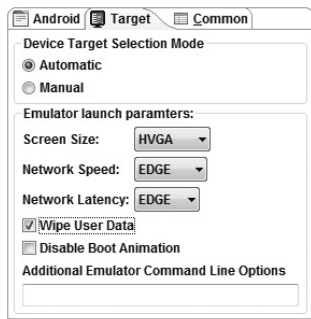 Android Target Common
Device Target Selection Mode
Automatic
Manual
Emulator launch paramters:
Screen Size: HVGA
Network Speed: EDGE
Network Latency: EDGE
Wipe User Data
Disable Boot Animation
Additional Emulator Command Line Options